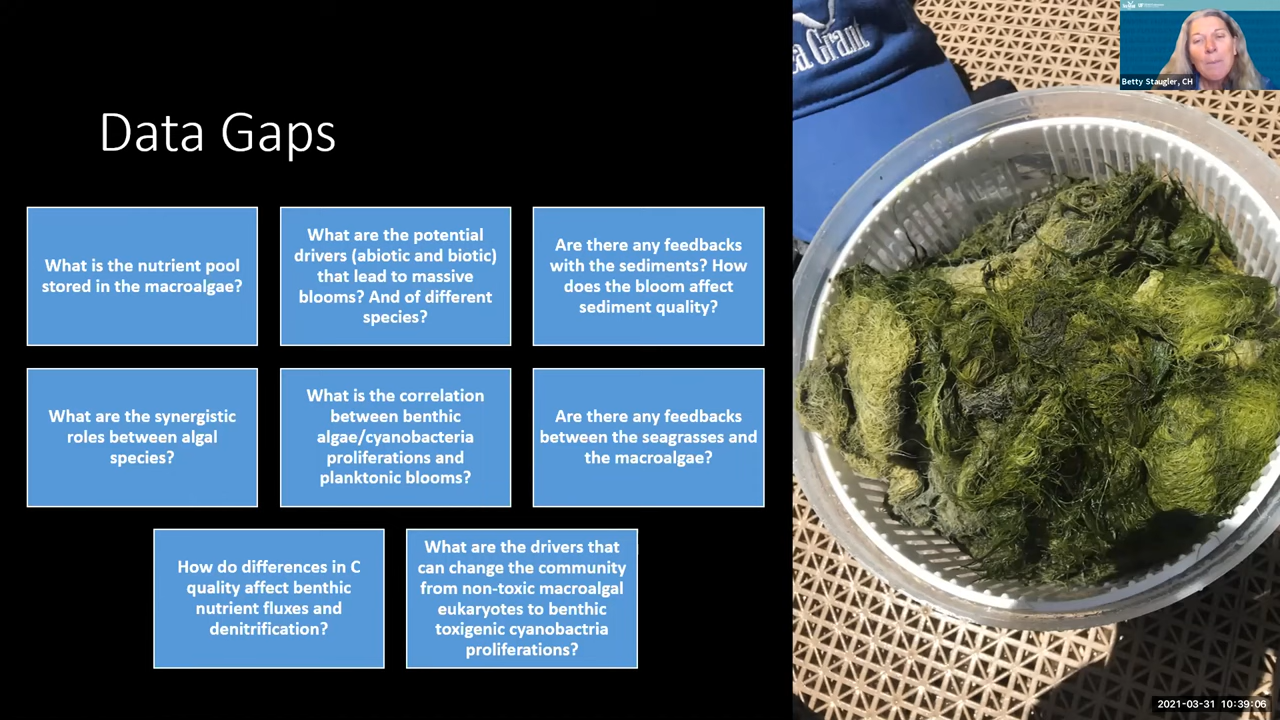 Data Gaps
What is the nutrient pool
stored in the macroalgae?
What are the potential
drivers (abiotic and biotic)
that lead to massive
blooms? And of different
species?
Are there any feedbacks
with the sediments? How
does the bloom affect
sediment quality?
What are the synergistic
roles between algal
species?
What is the correlation
between benthic
algae/cyanobacteria
proliferations and
planktonic blooms?
Are there any feedbacks
between the seagrasses and
the macroalgae?
How do differences in C
quality affect benthic
nutrient fluxes and
denitrification?
What are the drivers that
can change the community
from non-toxic macroalgal
eukaryotes to benthic
toxigenic cyanobactria
proliferations?
Grant
Betty Staugler, CH
2021-03-31 10:39:06